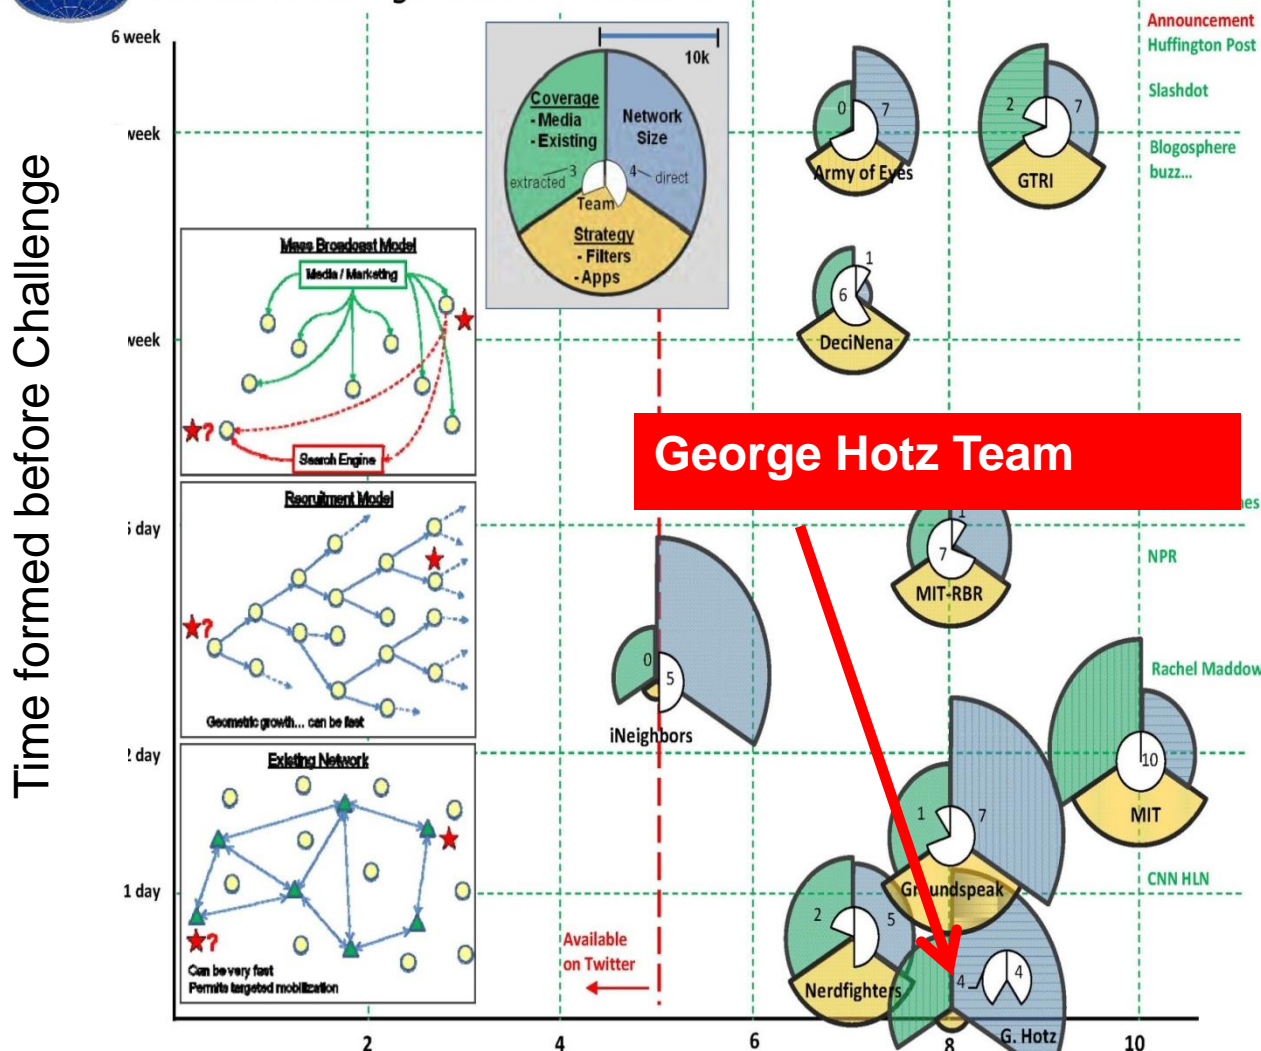 Time formed before Challenge
6 week
week
week
day
day
1 day
10k
Coverage
- Media
- Existing
Network
Size
extracted
3
4
direct
Team
Strategy
- Filters
- Apps
Mass Broadcast Model
Media / Marketing
?
Search Engine
Recruitment Model
?
Geometric growth... can be fast
Existing Network
?
Can be very fast
Permits targeted mobilization
0
7
Army of Eyes
2
7
GTRI
1
6
DeciNena
George Hotz Team
1
7
MIT-RBR
0
5
iNeighbors
10
MIT
1
7
Groundspeak
2
5
Nerdfighters
4
4
G. Hotz
Available
on Twitter
Announcement
Huffington Post
Slashdot
Blogosphere
buzz...
NPR
Rachel Maddow
CNN HLN
2
4
6
8
10